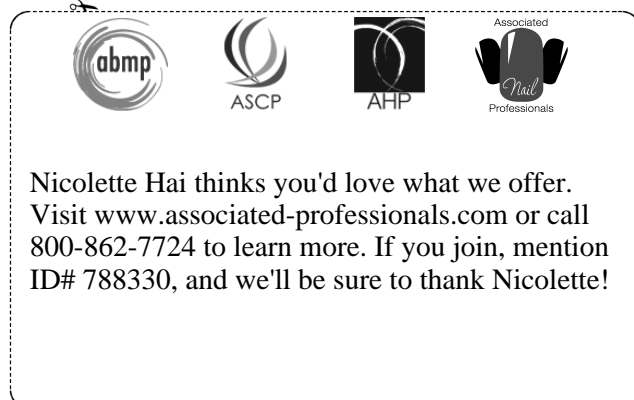 abmp
ASCP
AHP
Associated
Nail
Professionals
Nicolette Hai thinks you'd love what we offer.
Visit www.associated-professionals.com or call
800-862-7724 to learn more. If you join, mention
ID# 788330, and we'll be sure to thank Nicolette!